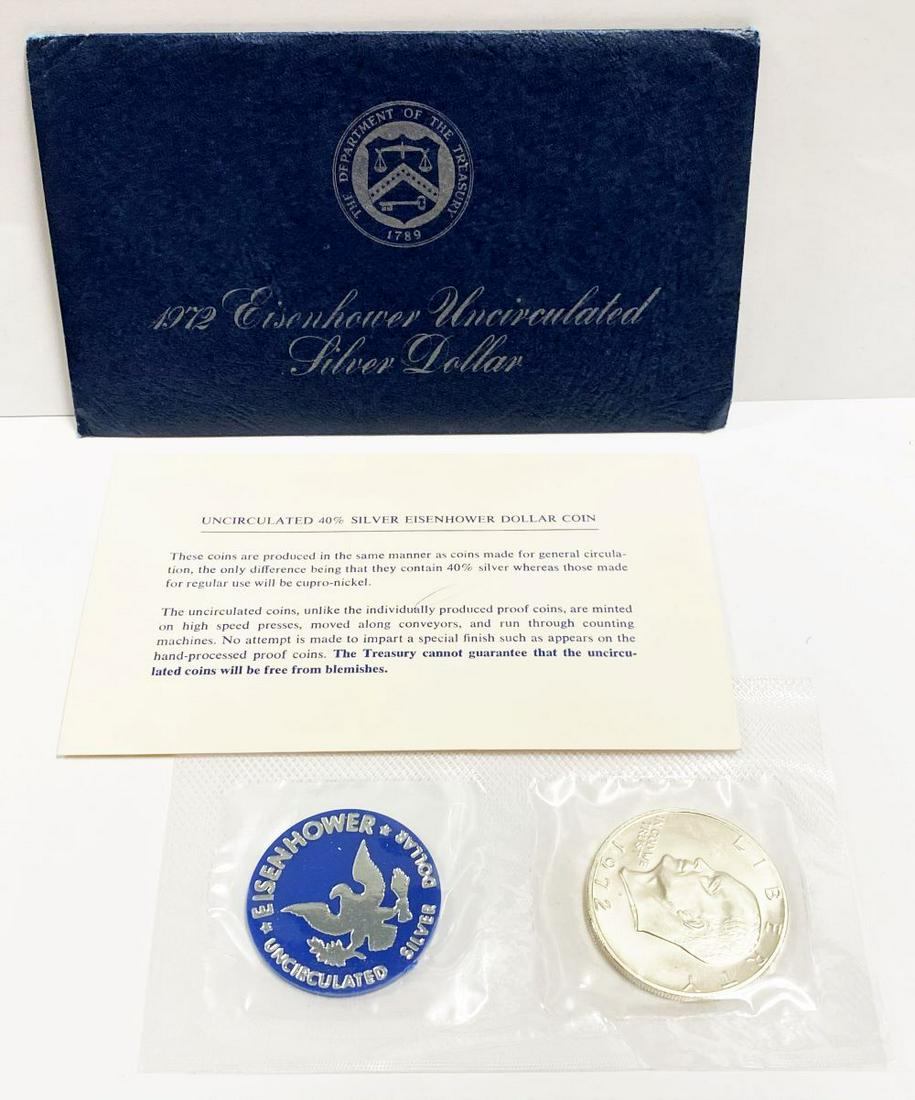 THE DEPARTMENT OF THE TREASURY
1789
1972 Eisenhower Uncirculated
Silver Dollar
UNCIRCULATED 40% SILVER EISENHOWER DOLLAR COIN
These coins are produced in the same manner as coins made for general circula-
tion, the only difference being that they contain 40% silver whereas those made
for regular use will be cupro-nickel.
The uncirculated coins, unlike the individually produced proof coins, are minted
on high speed presses, moved along conveyors, and run through counting
machines. No attempt is made to impart a special finish such as appears on the
hand-processed proof coins. The Treasury cannot guarantee that the uncircu-
lated coins will be free from blemishes.
EISENHOWER
UNCIRCULATED SILVER DOLLAR
LIBERTY
IN GOD WE
TRUST
1972